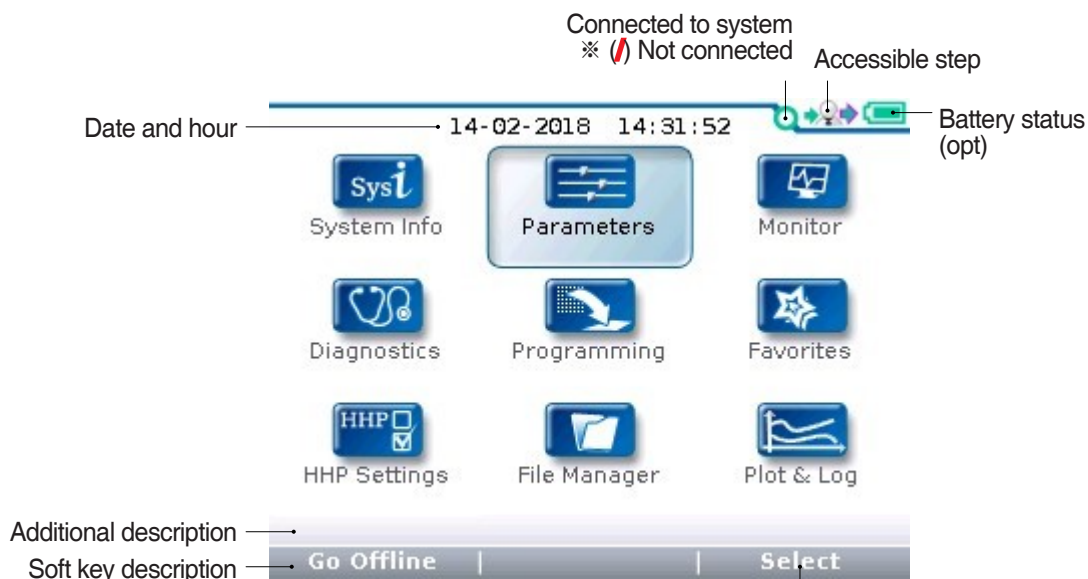 Connected to system
※ (/) Not connected
Accessible step
Date and hour
14-02-2018 14:31:52
Battery status
(opt)
Sysi
System Info
Parameters
Monitor
Diagnostics
Programming
Favorites
HHP
HHP Settings
File Manager
Plot & Log
Additional description
Soft key description
Go Offline | | Select